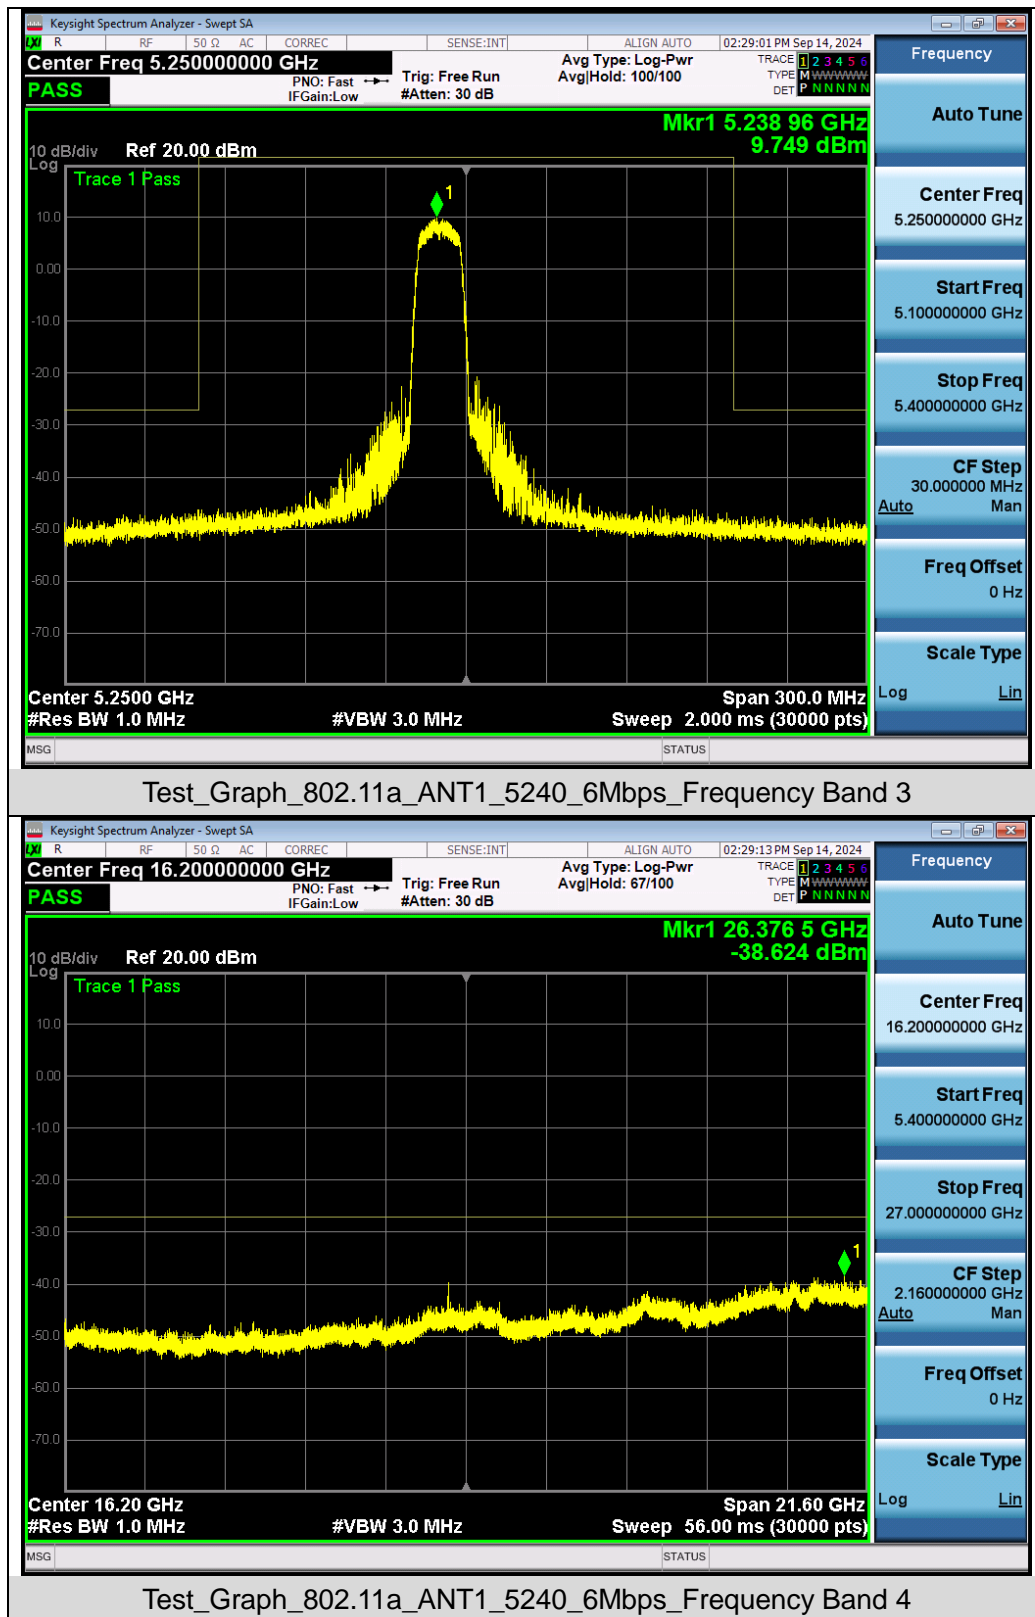 Keysight Spectrum Analyzer - Swept SA
LXI R RF 50 Ω AC CORREC SENSE:INT ALIGN AUTO 02:29:01 PM Sep 14, 2024
Center Freq 5.250000000 GHz
PASS
PNO: Fast
IFGain:Low
Trig: Free Run
#Atten: 30 dB
Avg Type: Log-Pwr
Avg|Hold: 100/100
TRACE 1 2 3 4 5 6
TYPE M WWWWW
DET P N N N N N
Mkr1 5.238 96 GHz
9.749 dBm
10 dB/div
Log
Ref 20.00 dBm
Trace 1 Pass
1
10.0
0.00
-10.0
-20.0
-30.0
-40.0
-50.0
-60.0
-70.0
Center 5.2500 GHz
Span 300.0 MHz
#Res BW 1.0 MHz
#VBW 3.0 MHz
Sweep 2.000 ms (30000 pts)
MSG
STATUS
Frequency
Auto Tune
Center Freq
5.250000000 GHz
Start Freq
5.100000000 GHz
Stop Freq
5.400000000 GHz
CF Step
30.000000 MHz
Auto Man
Freq Offset
0 Hz
Scale Type
Log Lin
Test_Graph_802.11a_ANT1_5240_6Mbps_Frequency Band 3
Keysight Spectrum Analyzer - Swept SA
LXI R RF 50 Ω AC CORREC SENSE:INT ALIGN AUTO 02:29:13 PM Sep 14, 2024
Center Freq 16.200000000 GHz
PASS
PNO: Fast
IFGain:Low
Trig: Free Run
#Atten: 30 dB
Avg Type: Log-Pwr
Avg|Hold: 67/100
TRACE 1 2 3 4 5 6
TYPE M WWWWW
DET P N N N N N
Mkr1 26.376 5 GHz
-38.624 dBm
10 dB/div
Log
Ref 20.00 dBm
Trace 1 Pass
1
10.0
0.00
-10.0
-20.0
-30.0
-40.0
-50.0
-60.0
-70.0
Center 16.20 GHz
Span 21.60 GHz
#Res BW 1.0 MHz
#VBW 3.0 MHz
Sweep 56.00 ms (30000 pts)
MSG
STATUS
Frequency
Auto Tune
Center Freq
16.200000000 GHz
Start Freq
5.400000000 GHz
Stop Freq
27.000000000 GHz
CF Step
2.160000000 GHz
Auto Man
Freq Offset
0 Hz
Scale Type
Log Lin
Test_Graph_802.11a_ANT1_5240_6Mbps_Frequency Band 4